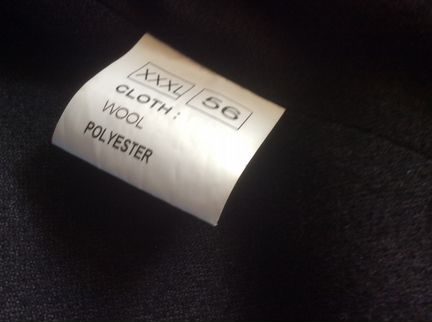 XXXL 56
CLOTH:
WOOL
POLYESTER